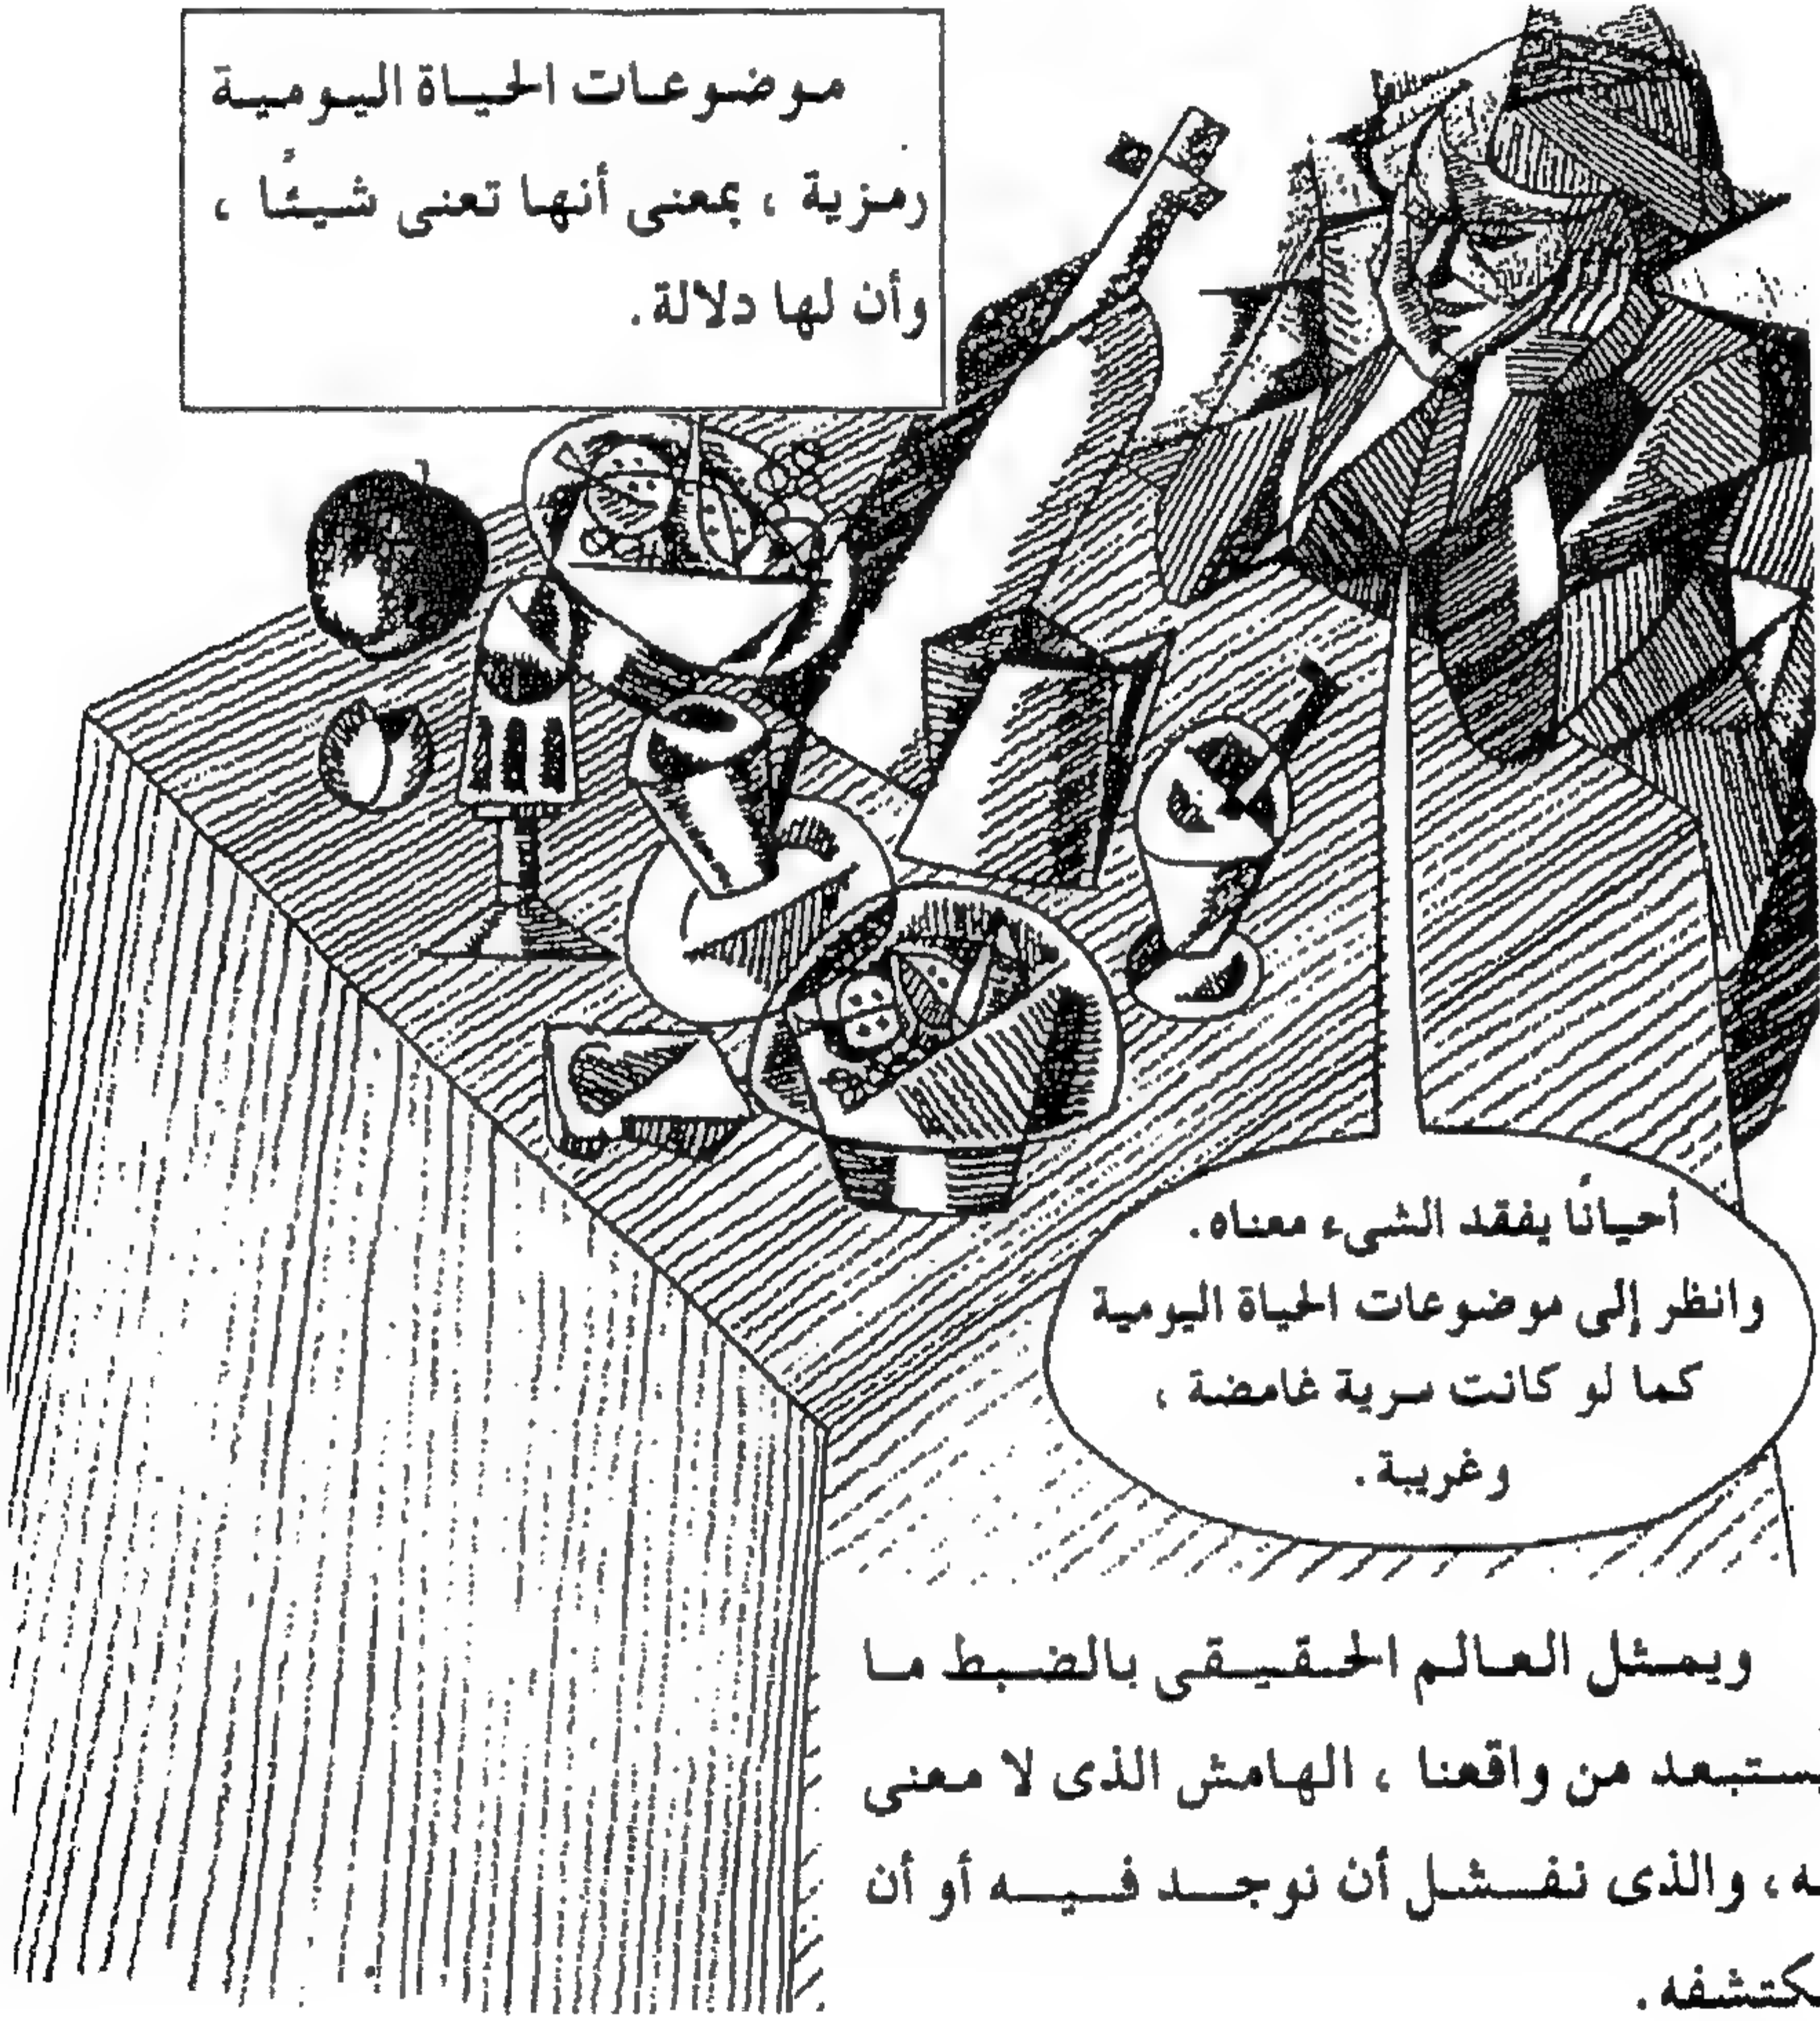 موضوعات الحياة اليومية
رمزية ، بمعنى أنها تعنى شيئًا ،
وأن لها دلالة.
أحيانًا يفقد الشىء معناه.
وانظر إلى موضوعات الحياة اليومية
كما لو كانت سرية غامضة ،
وغريبة.
ويمثل العالم الحقيقى بالضبط ما
من واقعنا ، الهامش الذى لا معنى
والذى نفشل أن نوجد فيه أو أن